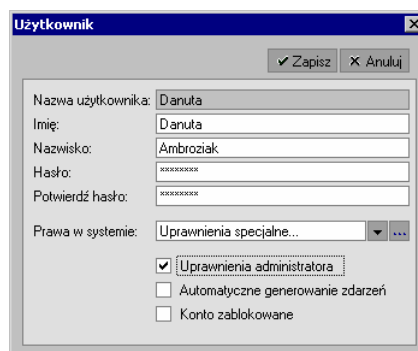 Użytkownik
Zapisz Anuluj
Nazwa użytkownika: Danuta
Imię: Danuta
Nazwisko: Ambroziak
Hasło: ********
Potwierdź hasło: ********
Prawa w systemie: Uprawnienia specjalne... ...
Uprawnienia administratora
Automatyczne generowanie zdarzeń
Konto zablokowane